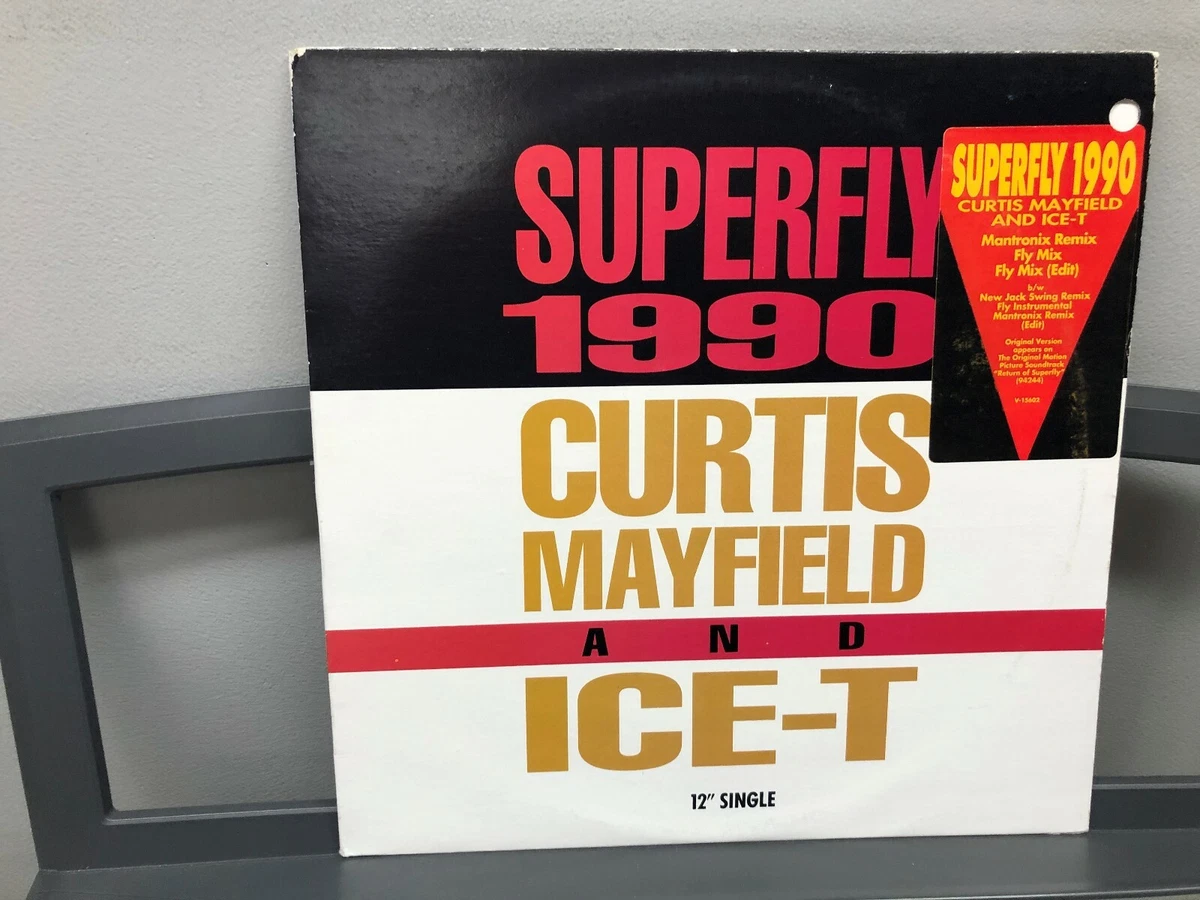 SUPERFLY
1990
CURTIS
MAYFIELD
AND
ICE-T
12" SINGLE
SUPERFLY 1990
CURTIS MAYFIELD
AND ICE-T
Mantronix Remix
Fly Mix
Fly Mix (Edit)
b/w
New Jack Swing Remix
Fly Instrumental
Mantronix Remix
(Edit)
Original Version
appears on
The Original Motion
Picture Soundtrack
"Return of Superfly"
(94244)
V-15602